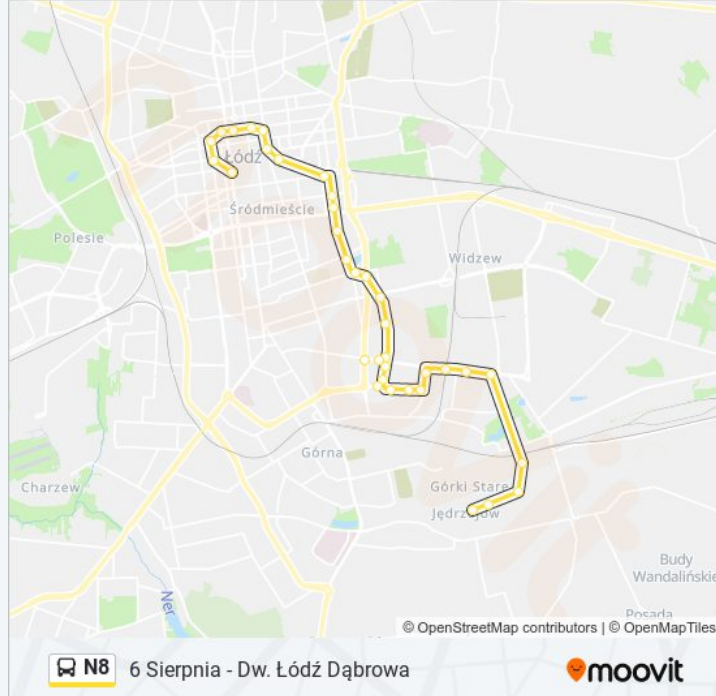 Łódź
Śródmieście
Polesie
Widzew
Górna
Charzew
Górki Stare
Jędrzejów
Budy
Wandalińskie
Posada
Ner
© OpenStreetMap contributors | © OpenMapTiles
N8 6 Sierpnia - Dw. Łódź Dąbrowa
moovit